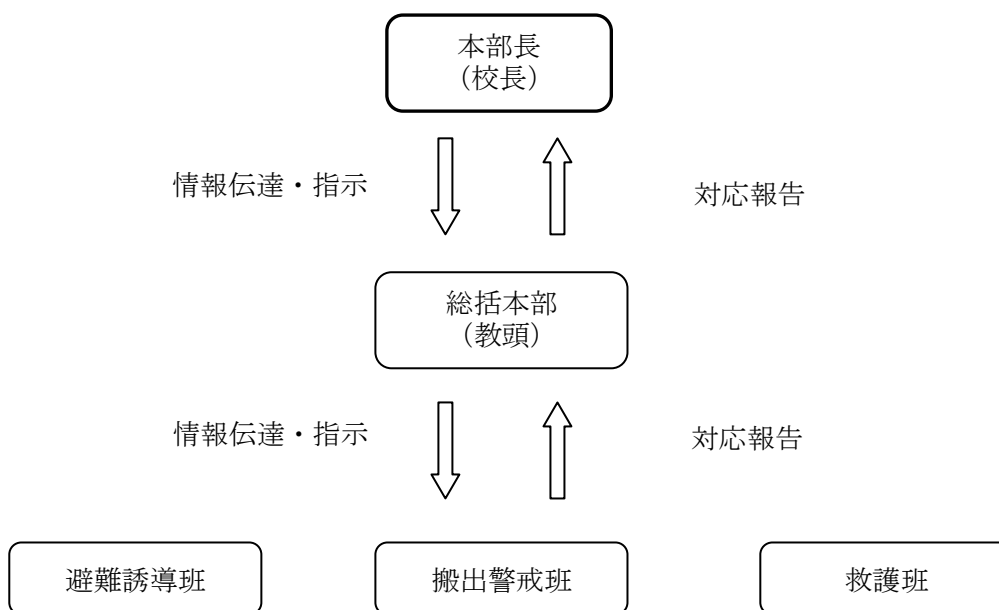 本部長
(校長)
情報伝達・指示
対応報告
総括本部
(教頭)
情報伝達・指示
対応報告
避難誘導班
搬出警戒班
救護班